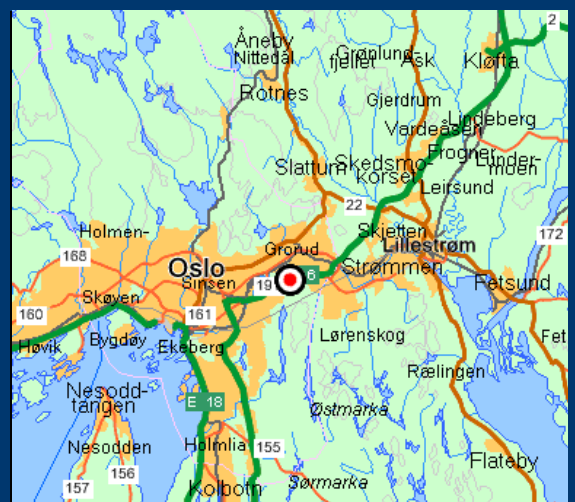 2
Åneby
Nittedal
Grønlund
fjellet
Ask
Kløfta
Rotnes
Gjerdrum
Lindeberg
Vardeåsen
Frogner
Slattum
Skedsmo-
Korset
Linder-
moen
Leirsund
22
Holmen-
Skjetten
172
Grorud
Lillestrøm
168
Oslo
Strømmen
Sinsen
19
6
Fetsund
Skøyen
160
161
Bygdøy
Lørenskog
Fet
Høvik
Ekeberg
Rælingen
Nesodd-
tangen
E 18
Østmarka
Nesodden
Holmlia
155
156
Flateby
157
Kolbotn
Sørmarka